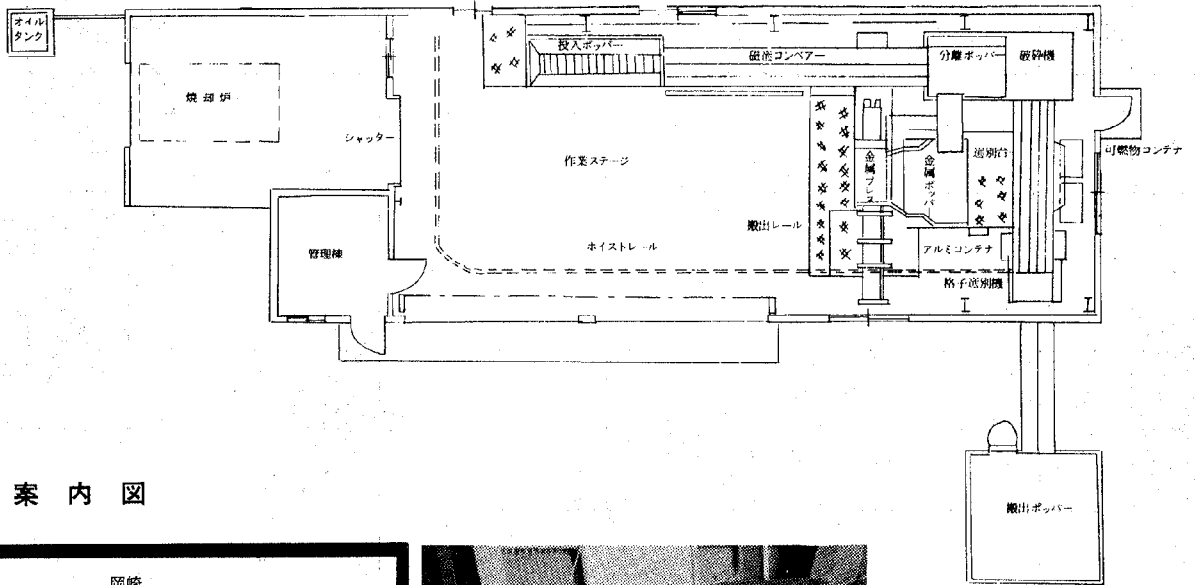 オイル
タンク
焼却炉
シャッター
管理棟
投入ポッパー
磁選コンベアー
分離ポッパー
破砕機
作業ステージ
ホイストレール
搬出レール
金属プレス
金属ポッパ
選別台
可燃物コンテナ
アルミコンテナ
格子選別機
搬出ポッパー
案内図
岡崎